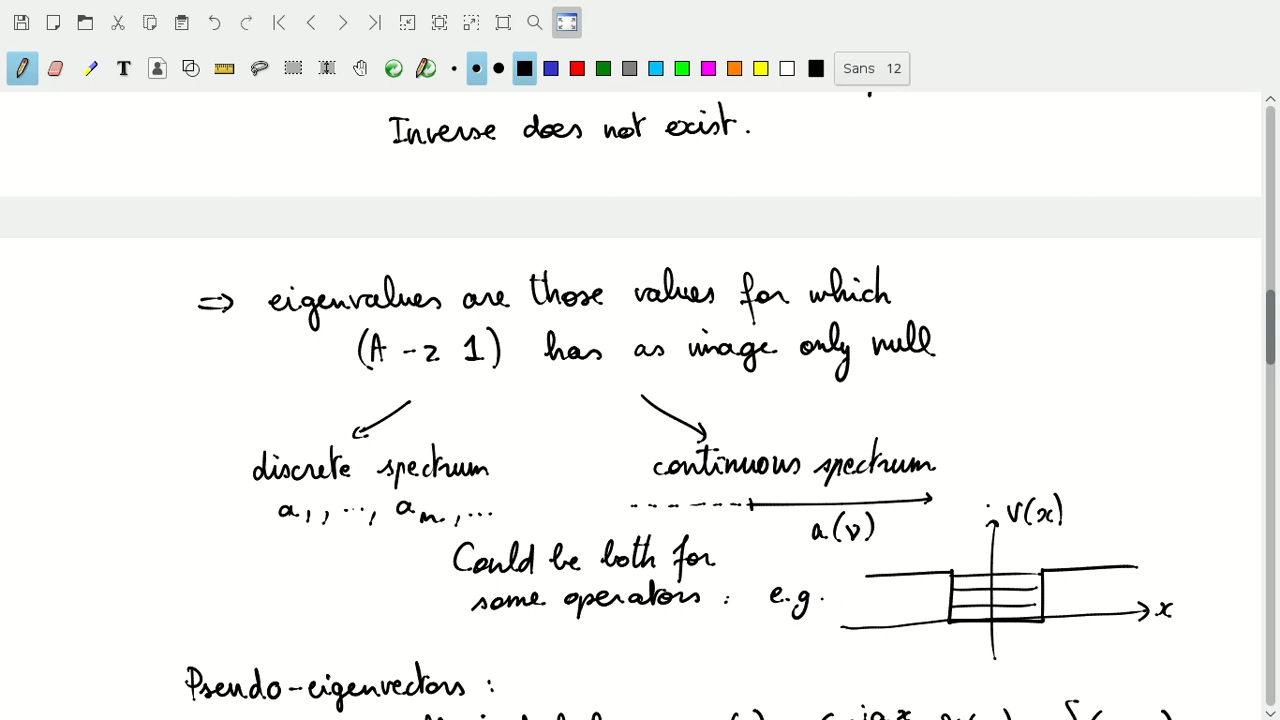 Sans 12
Inverse does not exist.
⇒ eigenvalues are those values for which
(A - z 1) has as image only null
discrete spectrum
a₁, ..., aₙ, ...
continuous spectrum
a(ν)
V(x)
Could be both for
some operators : e.g.
x
Pseudo-eigenvectors :